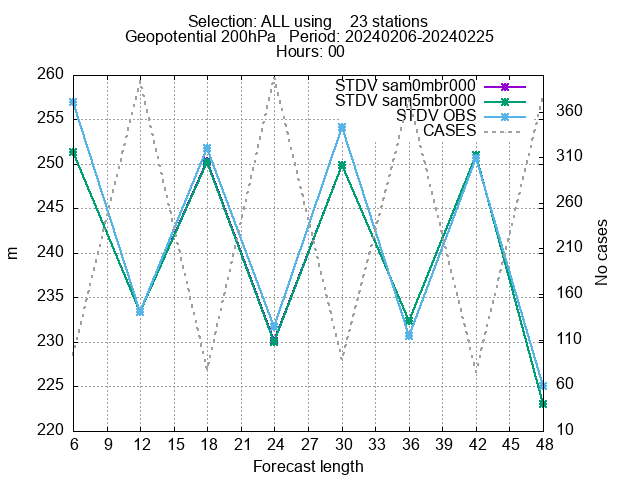 Selection: ALL using    23 stations
Geopotential 200hPa   Period: 20240206-20240225
Hours: 00
STDV sam0mbr000
STDV sam5mbr000
STDV OBS
CASES
260
255
250
245
240
235
230
225
220
m
360
310
260
210
160
110
60
10
No cases
6 9 12 15 18 21 24 27 30 33 36 39 42 45 48
Forecast length